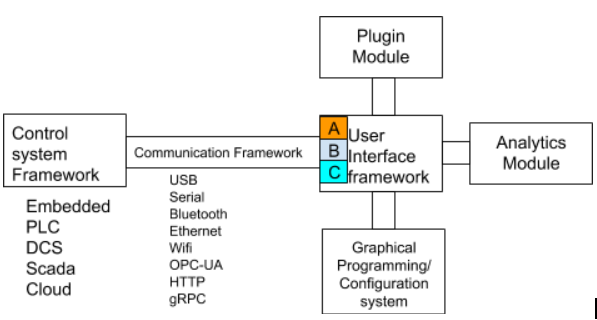 Plugin
Module
Control
system
Framework
Communication Framework
A
B
C
User
Interface
framework
Analytics
Module
Embedded
PLC
DCS
Scada
Cloud
USB
Serial
Bluetooth
Ethernet
Wifi
OPC-UA
HTTP
gRPC
Graphical
Programming/
Configuration
system